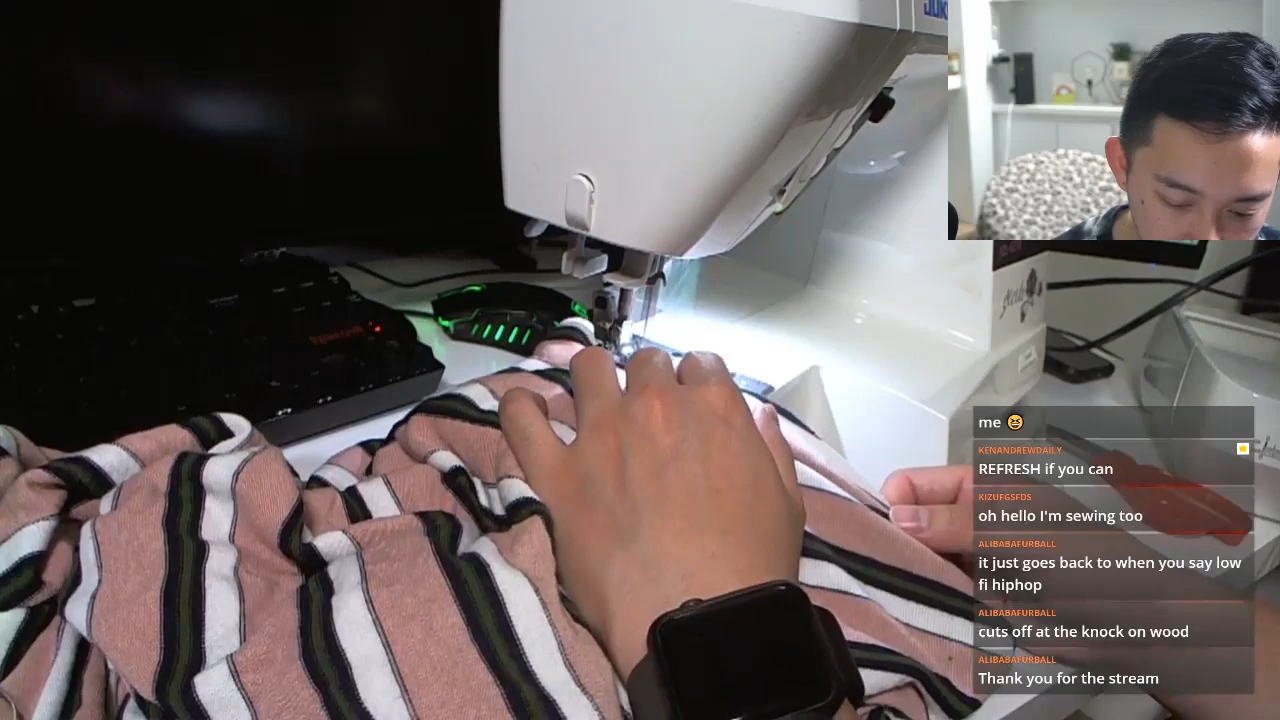 me 😆
KENANDREWDAILY
REFRESH if you can
KIZUFGSFDS
oh hello I'm sewing too
ALIBABAFURBALL
it just goes back to when you say low
fi hiphop
ALIBABAFURBALL
cuts off at the knock on wood
ALIBABAFURBALL
Thank you for the stream